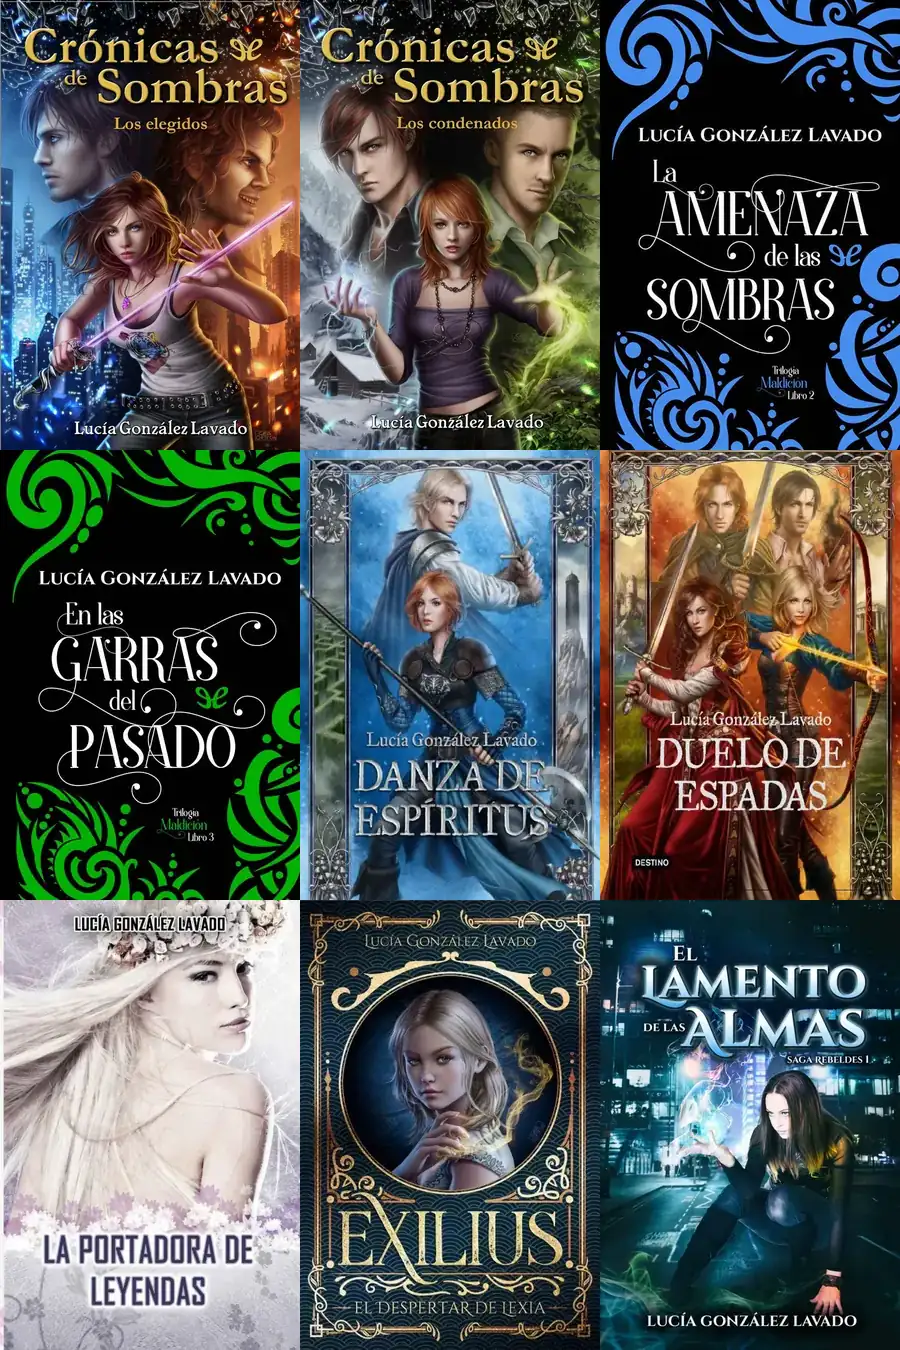 Crónicas
de Sombras
Los elegidos
Lucía González Lavado
Crónicas
de Sombras
Los condenados
Lucía González Lavado
LUCÍA GONZÁLEZ LAVADO
La
AMENAZA
de las
SOMBRAS
Trilogía
Maldición
Libro 2
LUCÍA GONZÁLEZ LAVADO
En las
GARRAS
del
PASADO
Trilogía
Maldición
Libro 3
Lucía González Lavado
DANZA DE
ESPÍRITUS
Lucía González Lavado
DUELO DE
ESPADAS
DESTINO
LUCÍA GONZÁLEZ LAVADO
LA PORTADORA DE
LEYENDAS
LUCÍA GONZÁLEZ LAVADO
EXILIUS
EL DESPERTAR DE LEXIA
EL
LAMENTO
DE LAS ALMAS
SAGA REBELDES I
LUCÍA GONZÁLEZ LAVADO